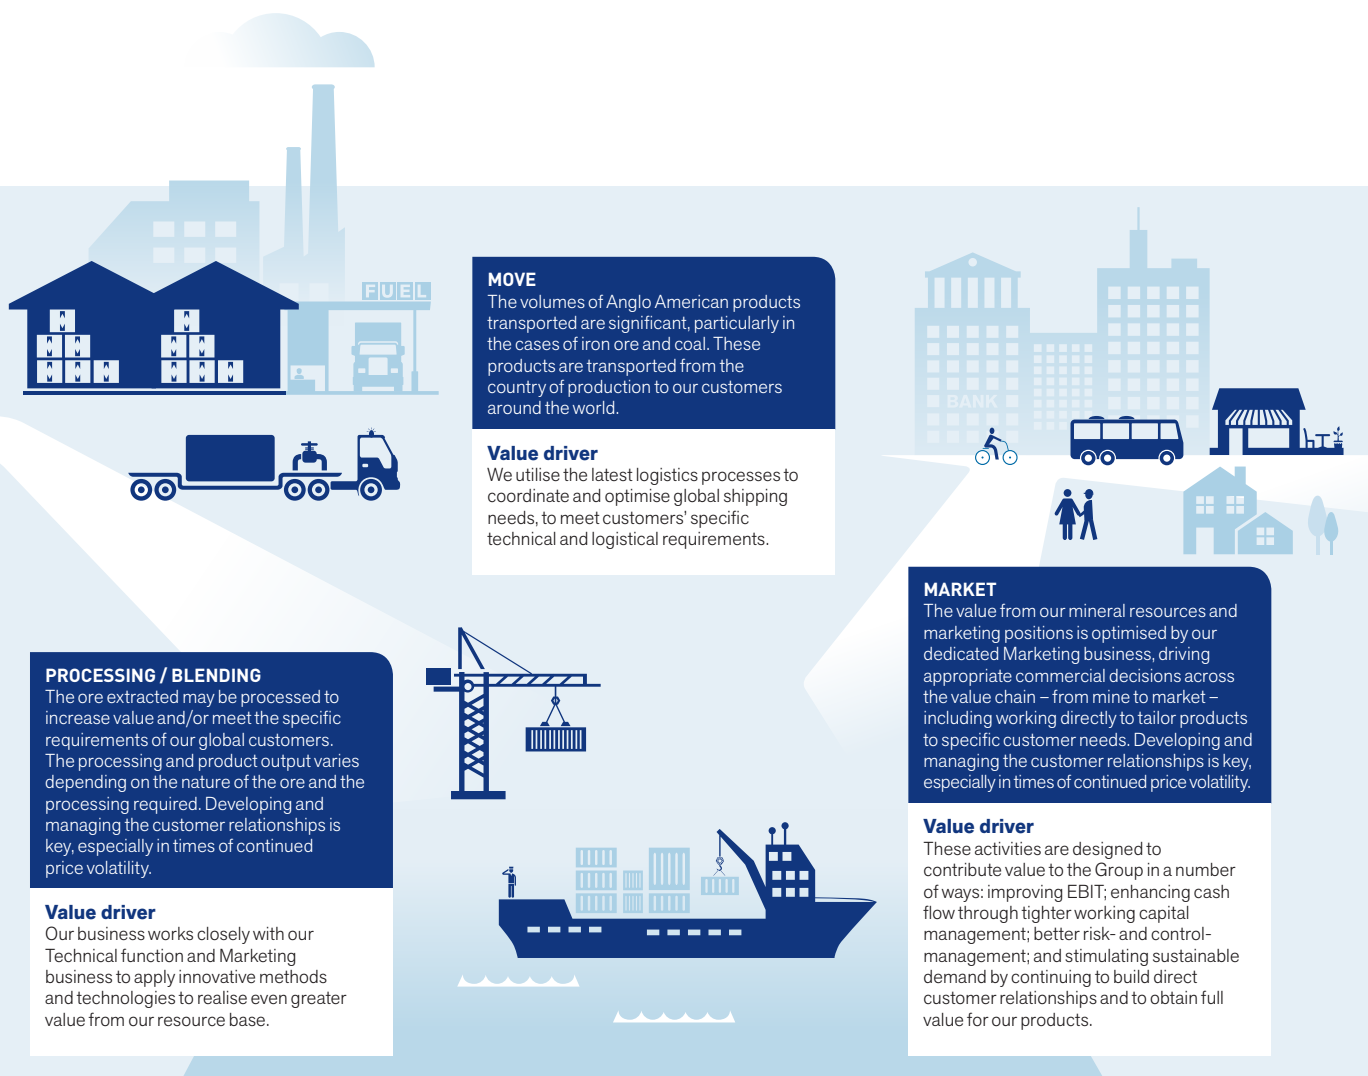 FUEL
BANK
MOVE
The volumes of Anglo American products
transported are significant, particularly in
the cases of iron ore and coal. These
products are transported from the
country of production to our customers
around the world.
Value driver
We utilise the latest logistics processes to
coordinate and optimise global shipping
needs, to meet customers’ specific
technical and logistical requirements.
PROCESSING / BLENDING
The ore extracted may be processed to
increase value and/or meet the specific
requirements of our global customers.
The processing and product output varies
depending on the nature of the ore and the
processing required. Developing and
managing the customer relationships is
key, especially in times of continued
price volatility.
Value driver
Our business works closely with our
Technical function and Marketing
business to apply innovative methods
and technologies to realise even greater
value from our resource base.
MARKET
The value from our mineral resources and
marketing positions is optimised by our
dedicated Marketing business, driving
appropriate commercial decisions across
the value chain – from mine to market –
including working directly to tailor products
to specific customer needs. Developing and
managing the customer relationships is key,
especially in times of continued price volatility.
Value driver
These activities are designed to
contribute value to the Group in a number
of ways: improving EBIT; enhancing cash
flow through tighter working capital
management; better risk- and control-
management; and stimulating sustainable
demand by continuing to build direct
customer relationships and to obtain full
value for our products.